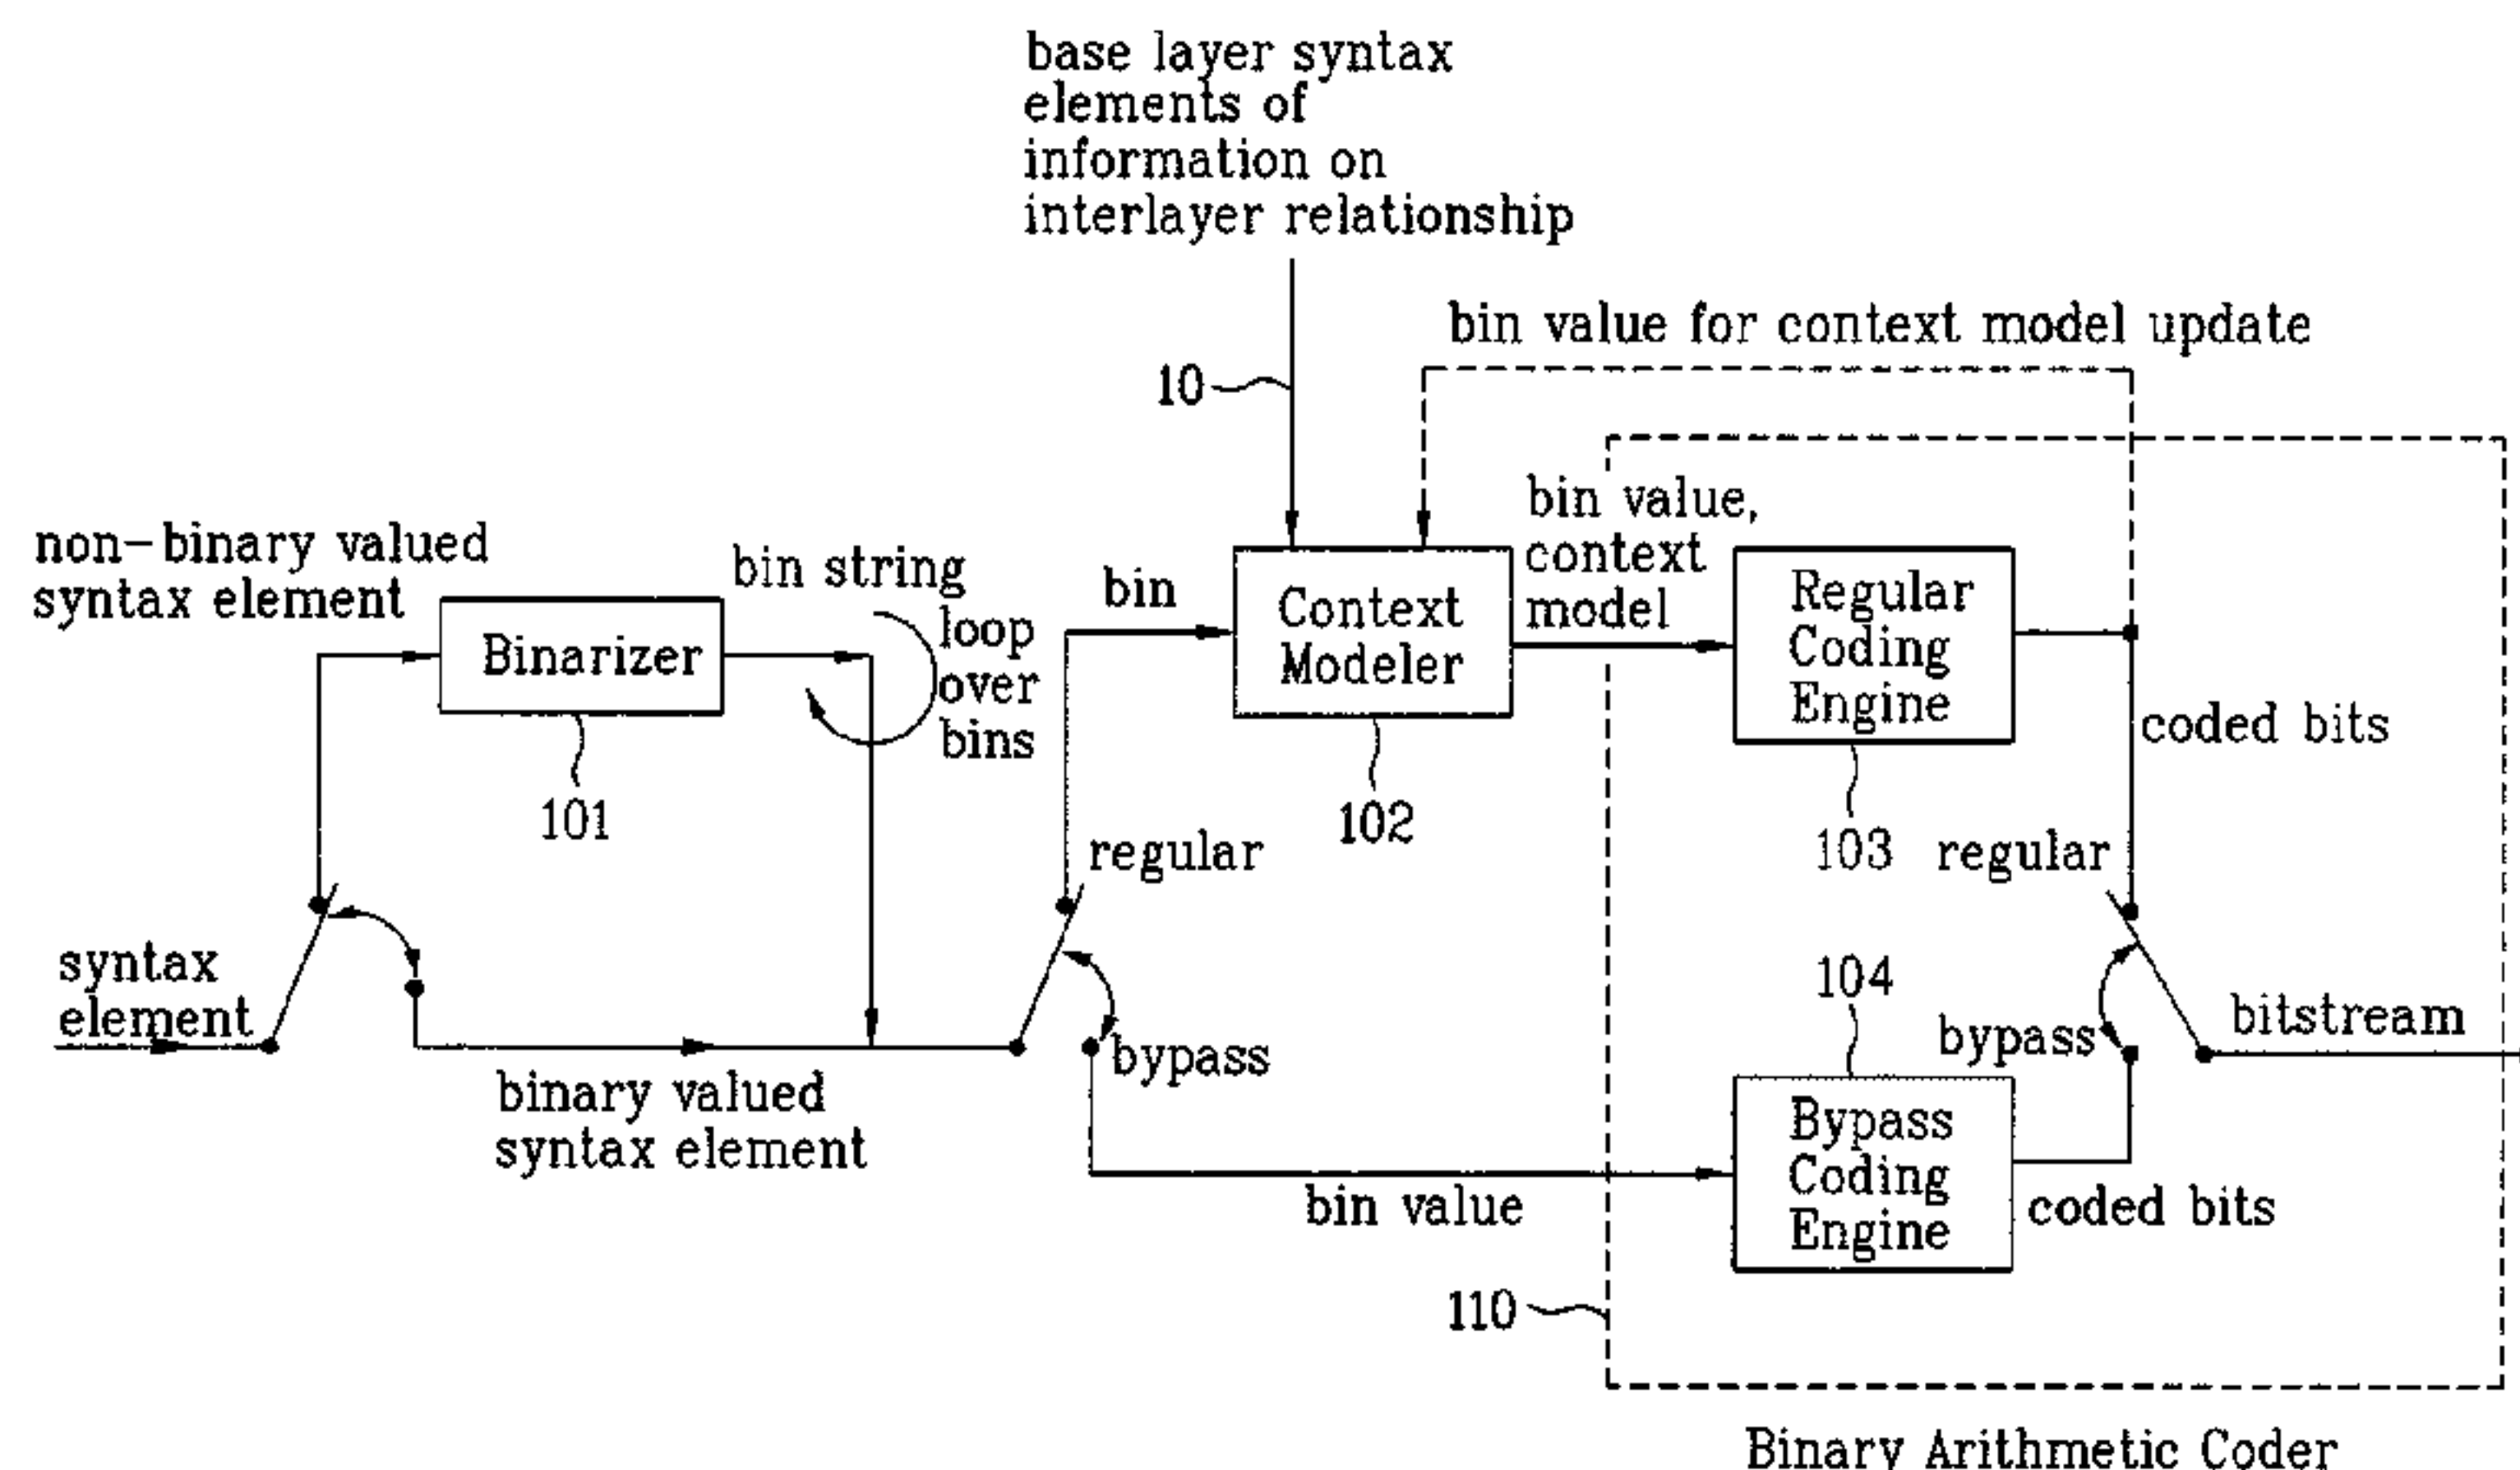 base layer syntax
elements of
information on
interlayer relationship
bin value for context model update
10
bin value,
context
model
non-binary valued
syntax element
bin string
loop
over
bins
bin
Binarizer
Context
Modeler
Regular
Coding
Engine
coded bits
101
102
103
regular
regular
syntax
element
104
bypass
bypass
bitstream
binary valued
syntax element
Bypass
Coding
Engine
bin value
coded bits
110
Binary Arithmetic Coder